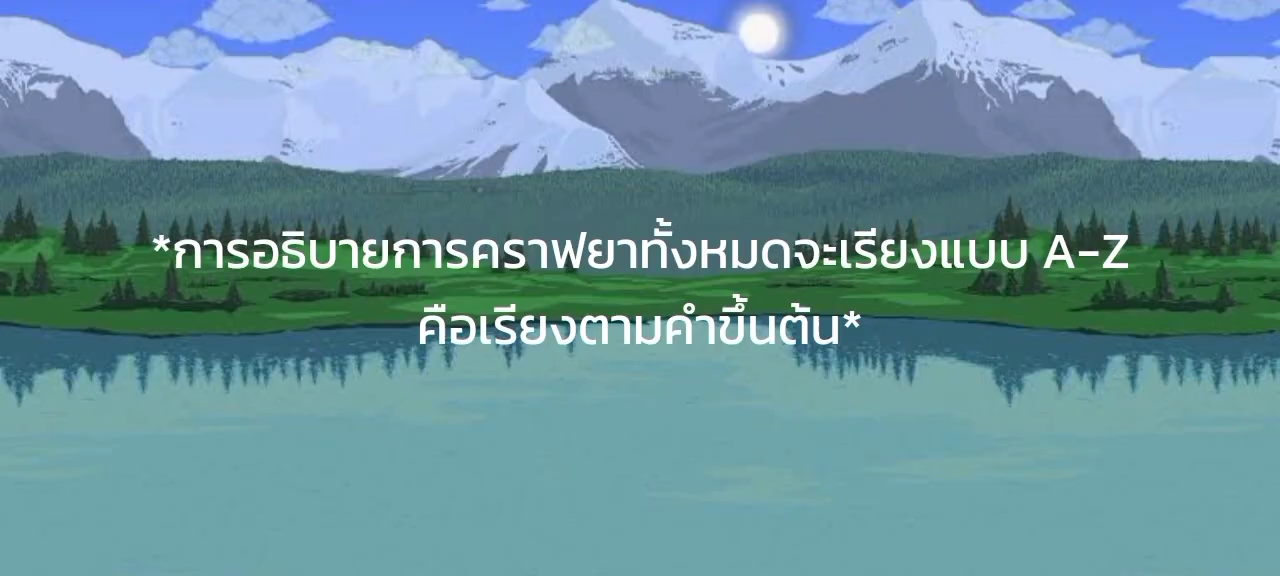 *การอธิบายการคราฟยาทั้งหมดจะเรียงแบบ A-Z
คือเรียงตามคำขึ้นต้น*